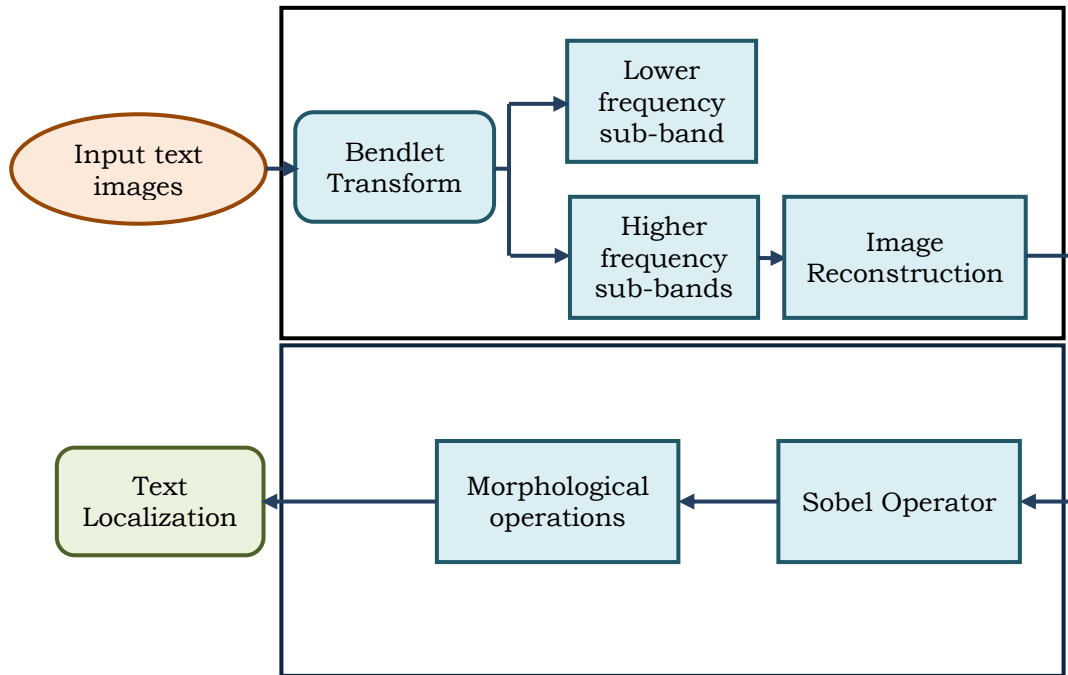 Input text
images
Bendlet
Transform
Lower
frequency
sub-band
Higher
frequency
sub-bands
Image
Reconstruction
Text
Localization
Morphological
operations
Sobel Operator